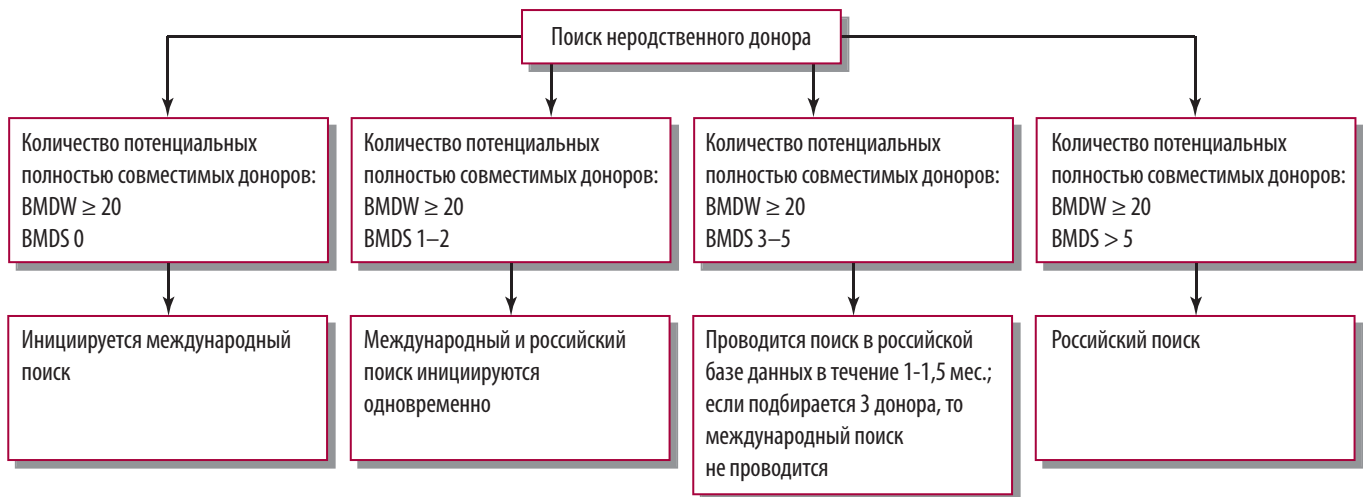 Поиск неродственного донора
Количество потенциальных
полностью совместимых доноров:
BMDW ≥ 20
BMDS 0
Количество потенциальных
полностью совместимых доноров:
BMDW ≥ 20
BMDS 1–2
Количество потенциальных
полностью совместимых доноров:
BMDW ≥ 20
BMDS 3–5
Количество потенциальных
полностью совместимых доноров:
BMDW ≥ 20
BMDS > 5
Инициируется международный
поиск
Международный и российский
поиск инициируются
одновременно
Проводится поиск в российской
базе данных в течение 1-1,5 мес.;
если подбирается 3 донора, то
международный поиск
не проводится
Российский поиск